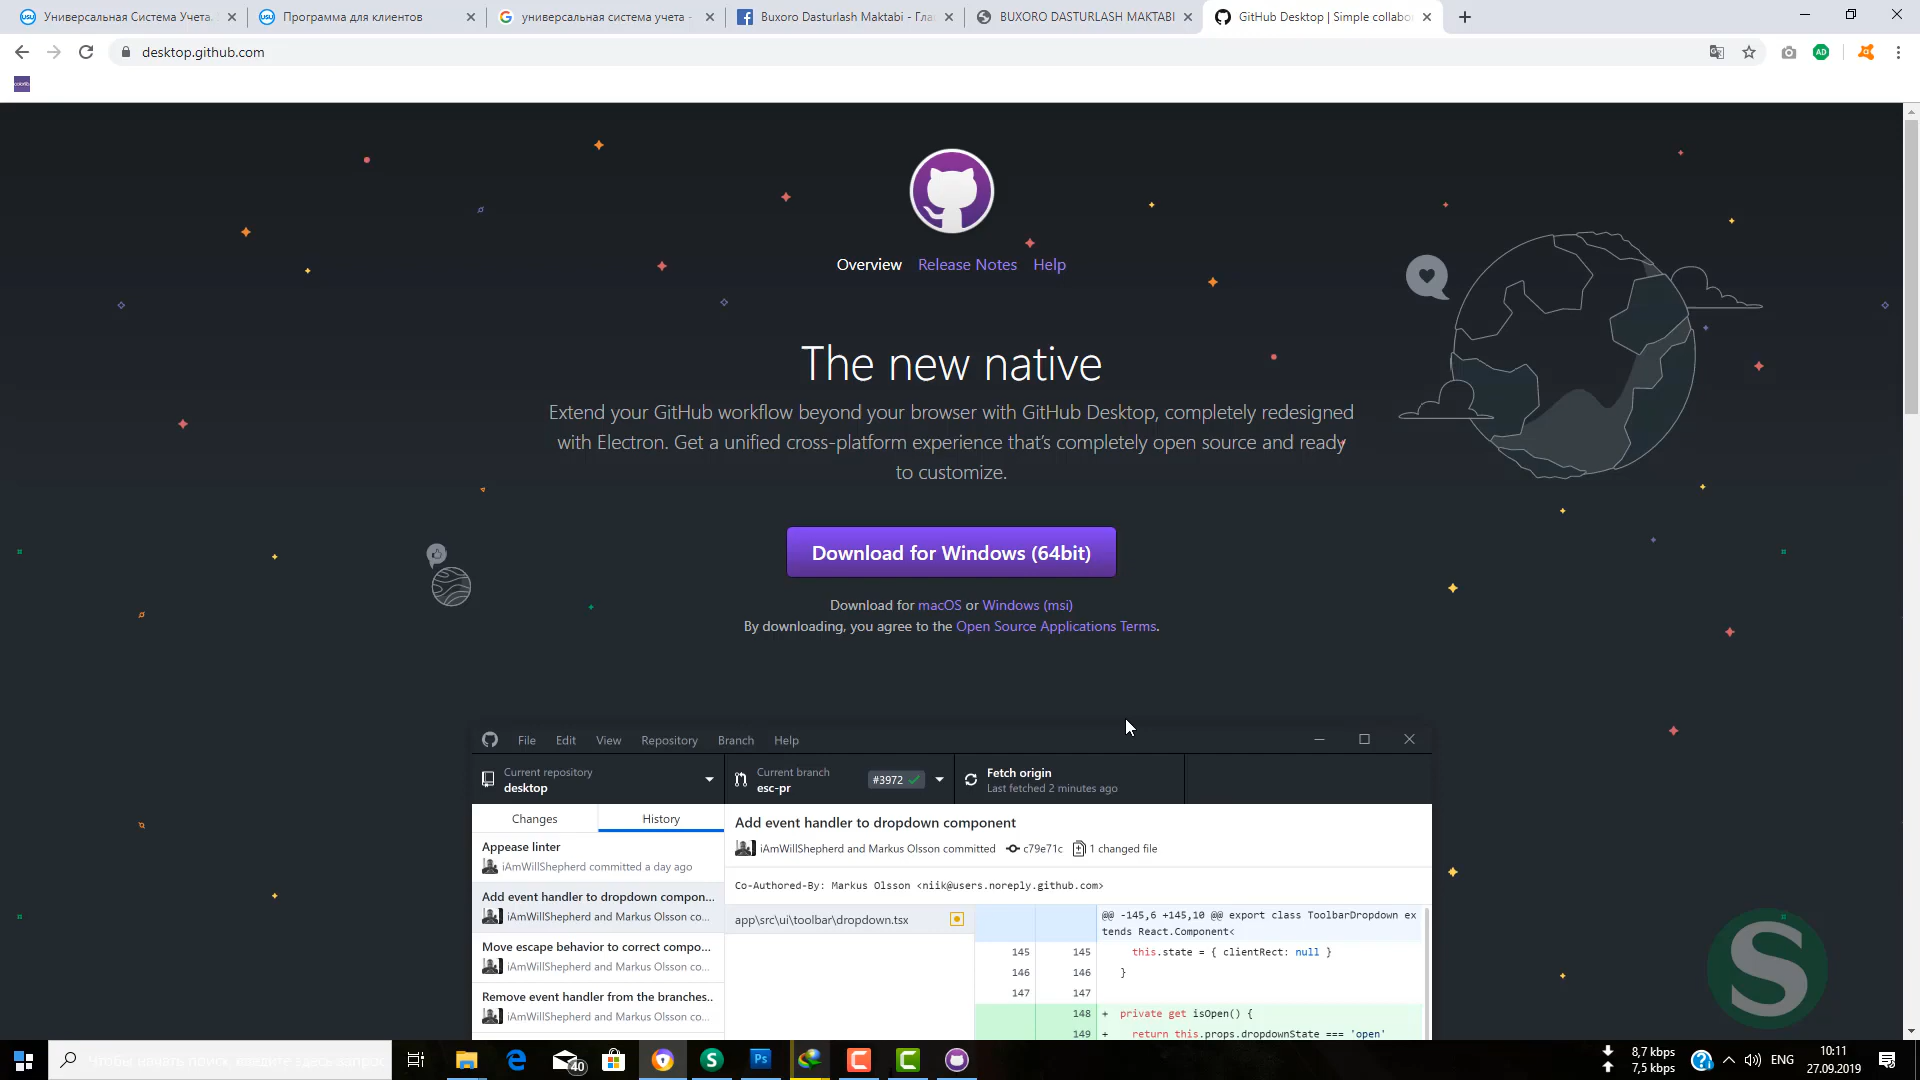 Универсальная Система Учета.
Программа для клиентов
универсальная система учета -
Buxoro Dasturlash Maktabi - Гла
BUXORO DASTURLASH MAKTABI
GitHub Desktop | Simple collabo
desktop.github.com
Overview
Release Notes
Help
The new native
Extend your GitHub workflow beyond your browser with GitHub Desktop, completely redesigned
with Electron. Get a unified cross-platform experience that's completely open source and ready
to customize.
Download for Windows (64bit)
Download for macOS or Windows (msi)
By downloading, you agree to the Open Source Applications Terms.
File
Edit
View
Repository
Branch
Help
Current repository
desktop
Current branch
esc-pr
#3972
Fetch origin
Last fetched 2 minutes ago
Changes
History
Appease linter
iAmWillShepherd committed a day ago
Add event handler to dropdown compon...
iAmWillShepherd and Markus Olsson co...
Move escape behavior to correct compo...
iAmWillShepherd and Markus Olsson co...
Remove event handler from the branches..
iAmWillShepherd and Markus Olsson co...
Add event handler to dropdown component
iAmWillShepherd and Markus Olsson committed
c79e71c
1 changed file
Co-Authored-By: Markus Olsson <niik@users.noreply.github.com>
app\src\ui\toolbar\dropdown.tsx
@@ -145,6 +145,10 @@ export class ToolbarDropdown ex
tends React.Component<
145 145 this.state = { clientRect: null }
146 146 }
147 147
148 + private get isOpen() {
149 + return this.props.dropdownState === 'open'
S
Чтобы начать поиск, введите здесь запрос
40
S
Ps
8,7 kbps
7,5 kbps
ENG
10:11
27.09.2019